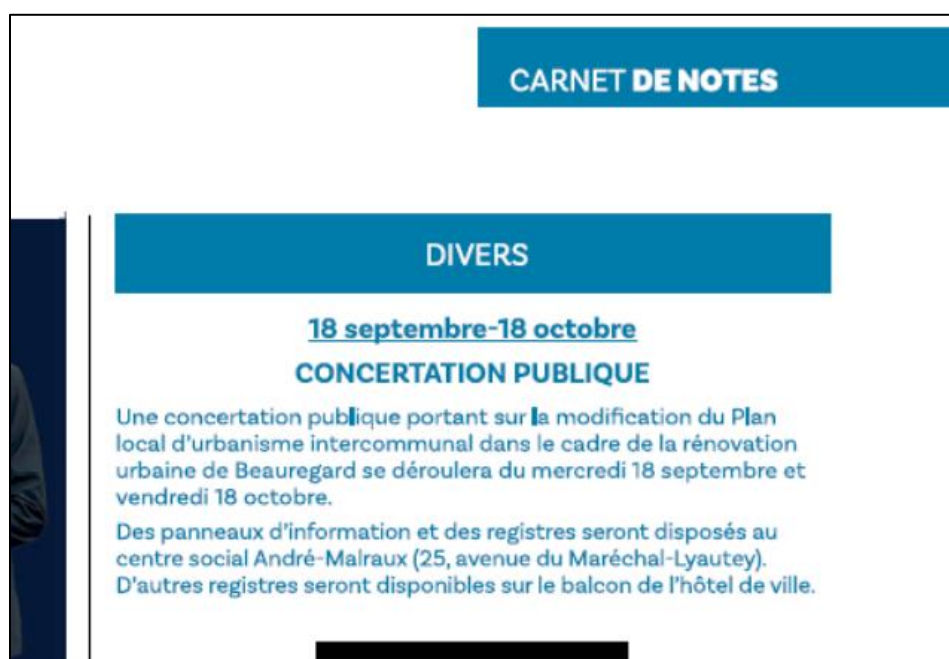 CARNET DE NOTES
DIVERS
18 septembre-18 octobre
CONCERTATION PUBLIQUE
Une concertation publique portant sur la modification du Plan
local d'urbanisme intercommunal dans le cadre de la rénovation
urbaine de Beauregard se déroulera du mercredi 18 septembre et
vendredi 18 octobre.
Des panneaux d'information et des registres seront disposés au
centre social André-Malraux (25, avenue du Maréchal-Lyautey).
D'autres registres seront disponibles sur le balcon de l'hôtel de ville.